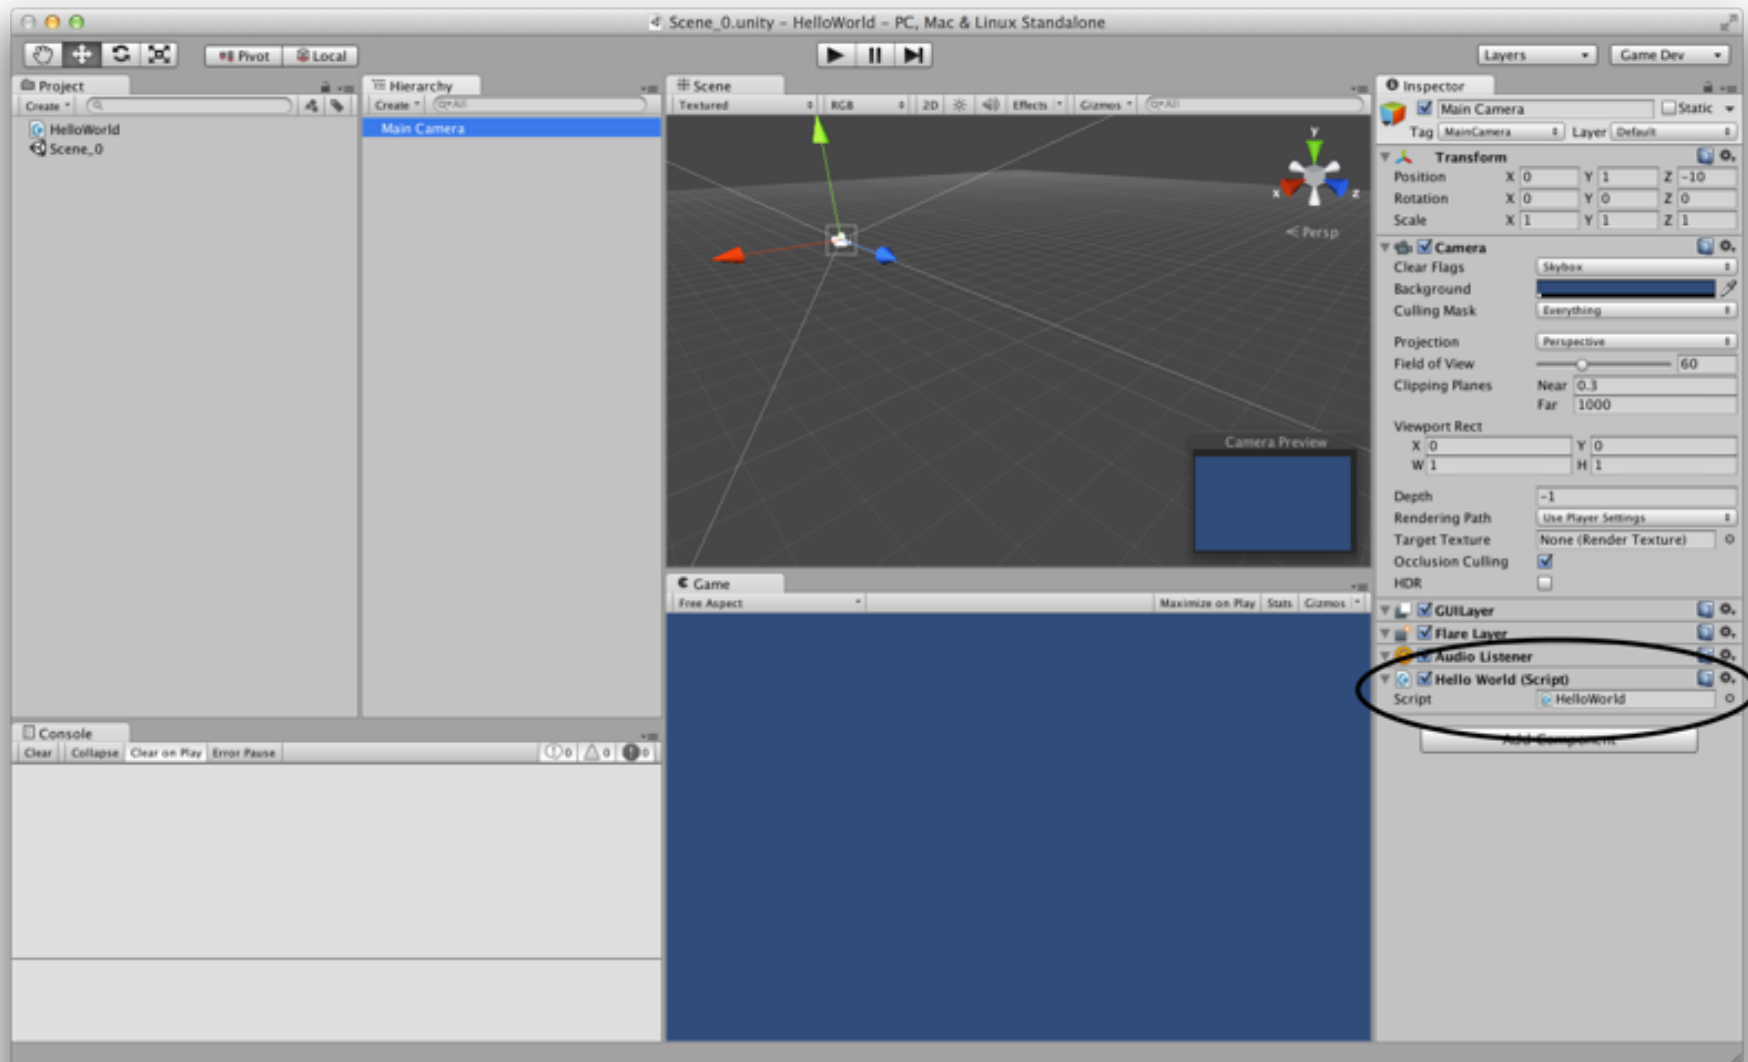 Scene_0.unity – HelloWorld – PC, Mac & Linux Standalone
Pivot Local
Layers Game Dev
Project
Create
HelloWorld
Scene_0
Hierarchy
Create All
Main Camera
Scene
Textured RGB 2D Effects Gizmos All
y
x z
Persp
Camera Preview
Game
Free Aspect Maximize on Play Stats Gizmos
Console
Clear Collapse Clear on Play Error Pause 0 0 0
Inspector
Main Camera Static
Tag MainCamera Layer Default
Transform
Position X 0 Y 1 Z -10
Rotation X 0 Y 0 Z 0
Scale X 1 Y 1 Z 1
Camera
Clear Flags Skybox
Background
Culling Mask Everything
Projection Perspective
Field of View 60
Clipping Planes Near 0.3
Far 1000
Viewport Rect
X 0 Y 0
W 1 H 1
Depth -1
Rendering Path Use Player Settings
Target Texture None (Render Texture)
Occlusion Culling
HDR
GUILayer
Flare Layer
Audio Listener
Hello World (Script)
Script HelloWorld
Add Component